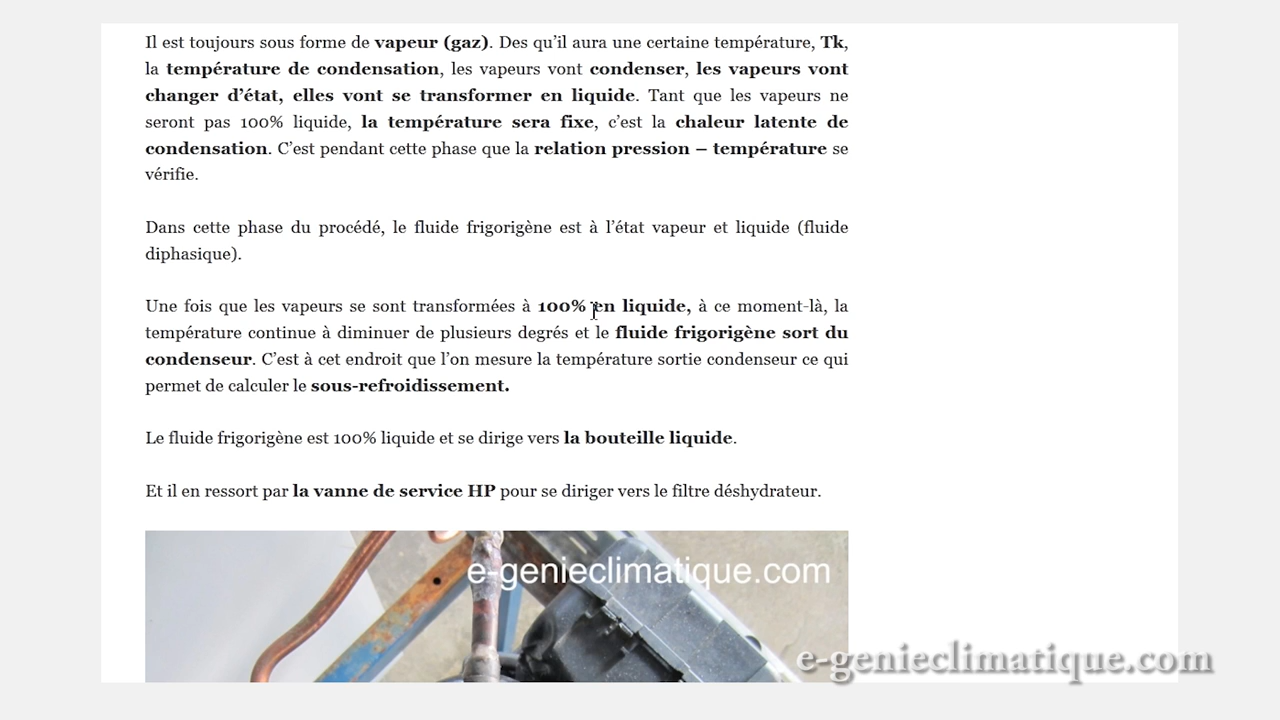 Il est toujours sous forme de vapeur (gaz). Des qu'il aura une certaine température, Tk,
la température de condensation, les vapeurs vont condenser, les vapeurs vont
changer d'état, elles vont se transformer en liquide. Tant que les vapeurs ne
seront pas 100% liquide, la température sera fixe, c'est la chaleur latente de
condensation. C'est pendant cette phase que la relation pression – température se
vérifie.
Dans cette phase du procédé, le fluide frigorigène est à l'état vapeur et liquide (fluide
diphasique).
Une fois que les vapeurs se sont transformées à 100% en liquide, à ce moment-là, la
température continue à diminuer de plusieurs degrés et le fluide frigorigène sort du
condenseur. C'est à cet endroit que l'on mesure la température sortie condenseur ce qui
permet de calculer le sous-refroidissement.
Le fluide frigorigène est 100% liquide et se dirige vers la bouteille liquide.
Et il en ressort par la vanne de service HP pour se diriger vers le filtre déshydrateur.
e-genieclimatique.com
e-genieclimatique.com